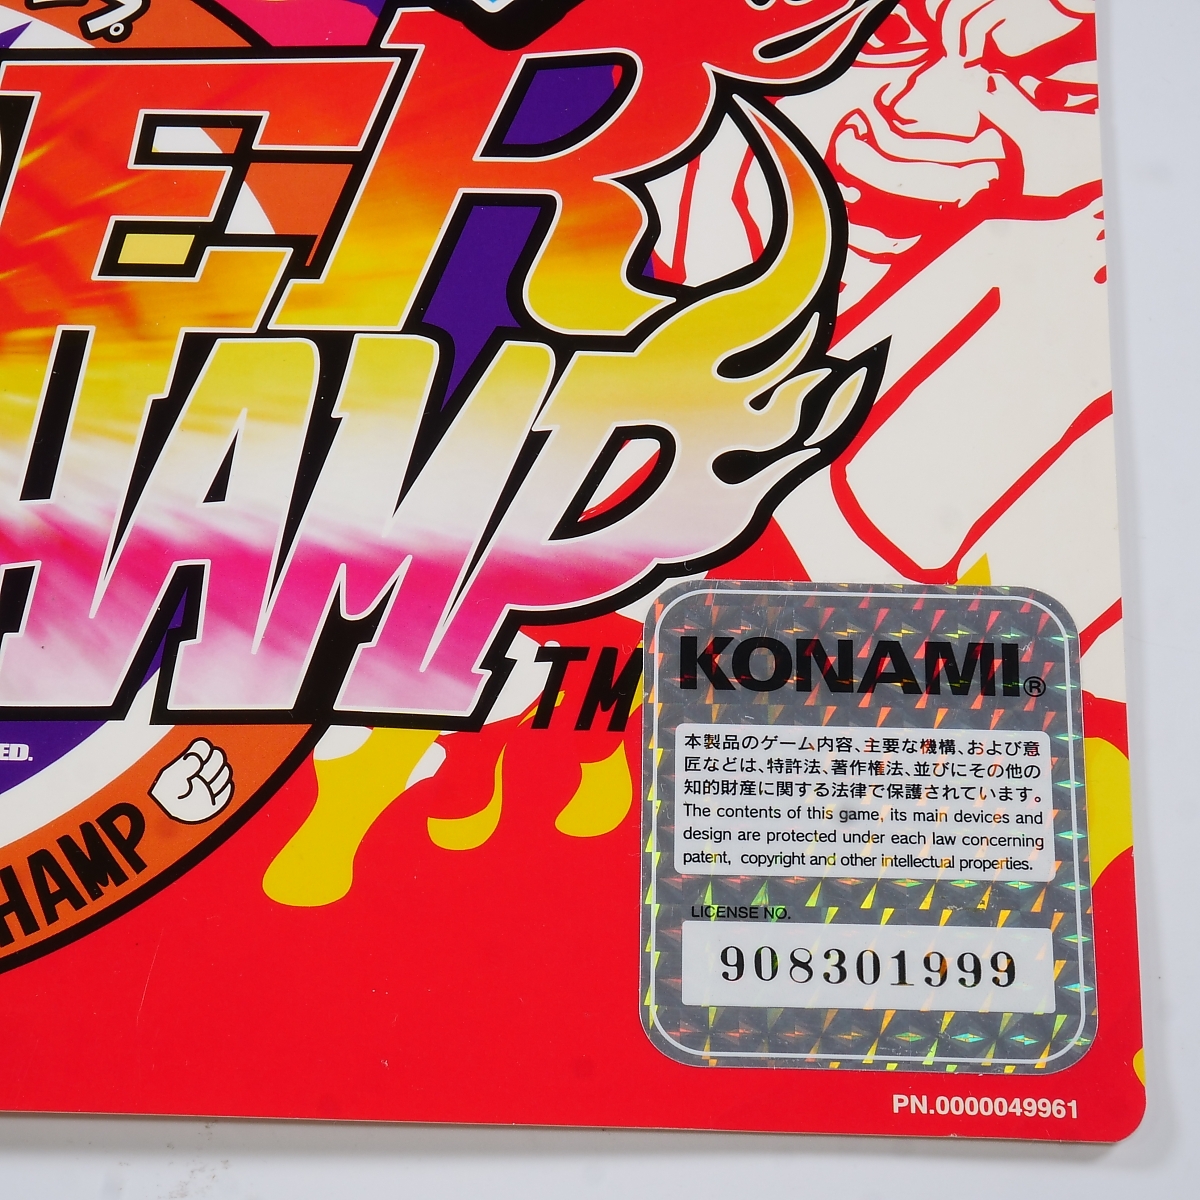 ER
HAMP
TM
ED.
HAMP
KONAMI®
本製品のゲーム内容、主要な機構、および意
匠などは、特許法、著作権法、並びにその他の
知的財産に関する法律で保護されています。
The contents of this game, its main devices and
design are protected under each law concerning
patent, copyright and other intellectual properties.
LICENSE NO.
908301999
PN.0000049961